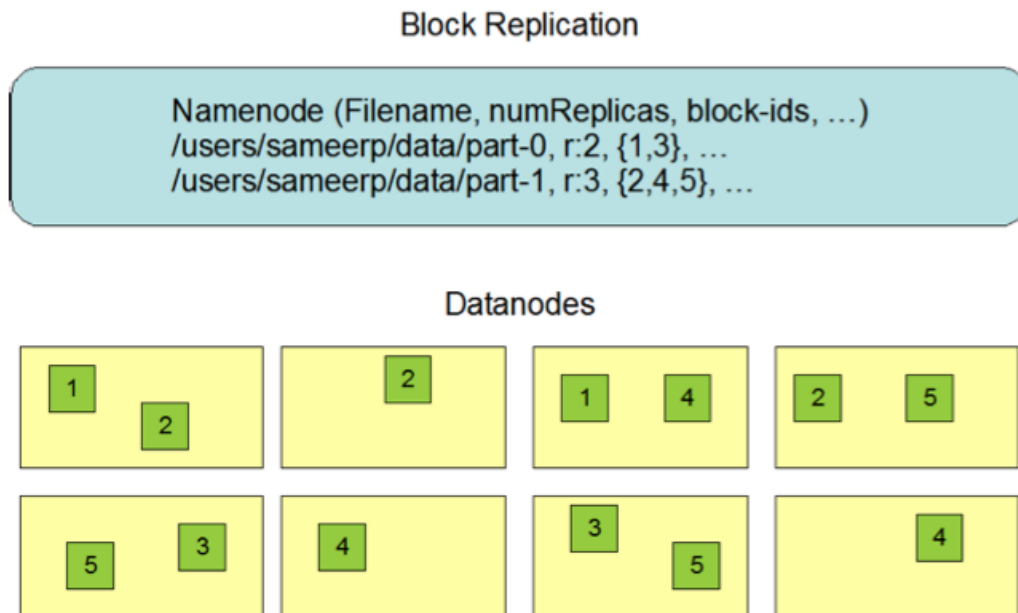 Block Replication
Namenode (Filename, numReplicas, block-ids, …)
/users/sameerp/data/part-0, r:2, {1,3}, …
/users/sameerp/data/part-1, r:3, {2,4,5}, …
Datanodes
1
2
2
1
4
2
5
5
3
4
3
5
4